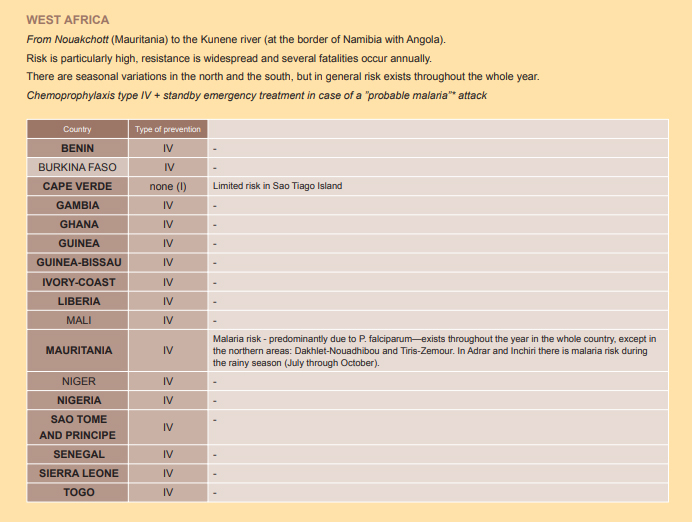 WEST AFRICA
From Nouakchott (Mauritania) to the Kunene river (at the border of Namibia with Angola).
Risk is particularly high, resistance is widespread and several fatalities occur annually.
There are seasonal variations in the north and the south, but in general risk exists throughout the whole year.
Chemoprophylaxis type IV + standby emergency treatment in case of a "probable malaria"* attack
Country Type of prevention
BENIN IV -
BURKINA FASO IV -
CAPE VERDE none (I) Limited risk in Sao Tiago Island
GAMBIA IV -
GHANA IV -
GUINEA IV -
GUINEA-BISSAU IV -
IVORY-COAST IV -
LIBERIA IV -
MALI IV -
MAURITANIA IV Malaria risk - predominantly due to P. falciparum—exists throughout the year in the whole country, except in
the northern areas: Dakhlet-Nouadhibou and Tiris-Zemour. In Adrar and Inchiri there is malaria risk during
the rainy season (July through October).
NIGER IV -
NIGERIA IV -
SAO TOME
AND PRINCIPE IV -
SENEGAL IV -
SIERRA LEONE IV -
TOGO IV -